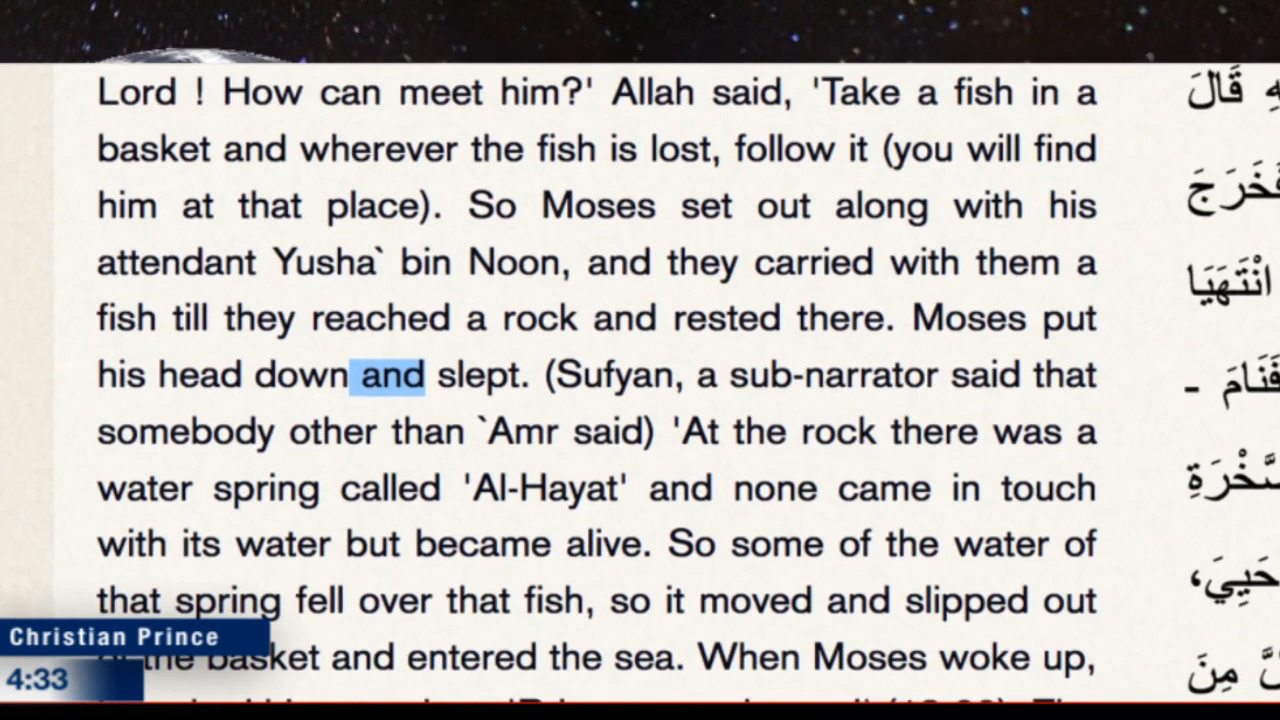 Lord ! How can meet him?' Allah said, 'Take a fish in a
basket and wherever the fish is lost, follow it (you will find
him at that place). So Moses set out along with his
attendant Yusha` bin Noon, and they carried with them a
fish till they reached a rock and rested there. Moses put
his head down and slept. (Sufyan, a sub-narrator said that
somebody other than `Amr said) 'At the rock there was a
water spring called 'Al-Hayat' and none came in touch
with its water but became alive. So some of the water of
that spring fell over that fish, so it moved and slipped out
of the basket and entered the sea. When Moses woke up,
قَالَ
فَخَرَجَ
انْتَهَيَا
فَنَامَ -
حَيِيَ،
مِنَ
Christian Prince
4:33